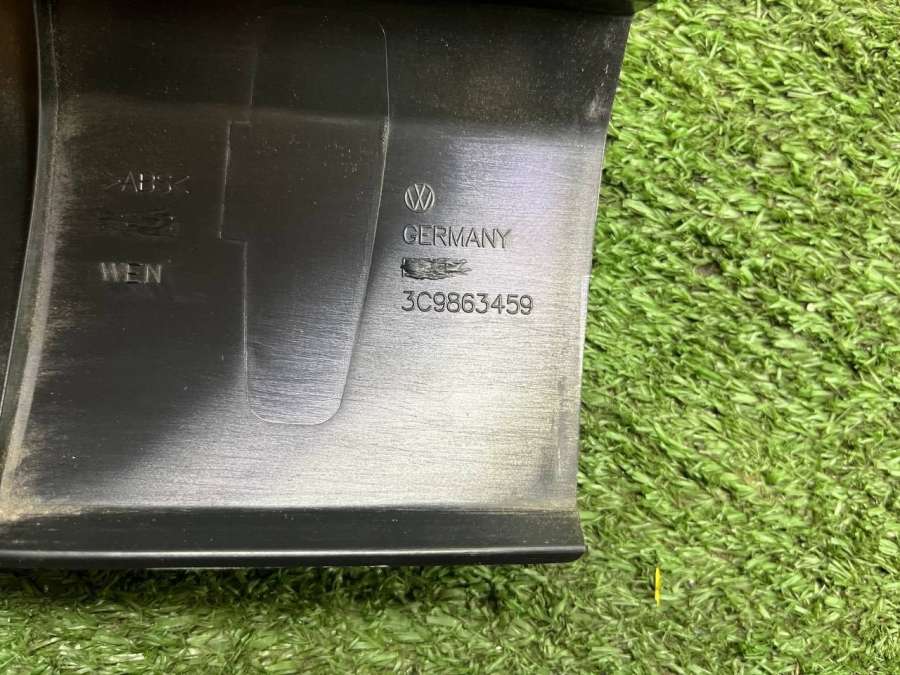 >ABS<
WEN
GERMANY
3C9863459